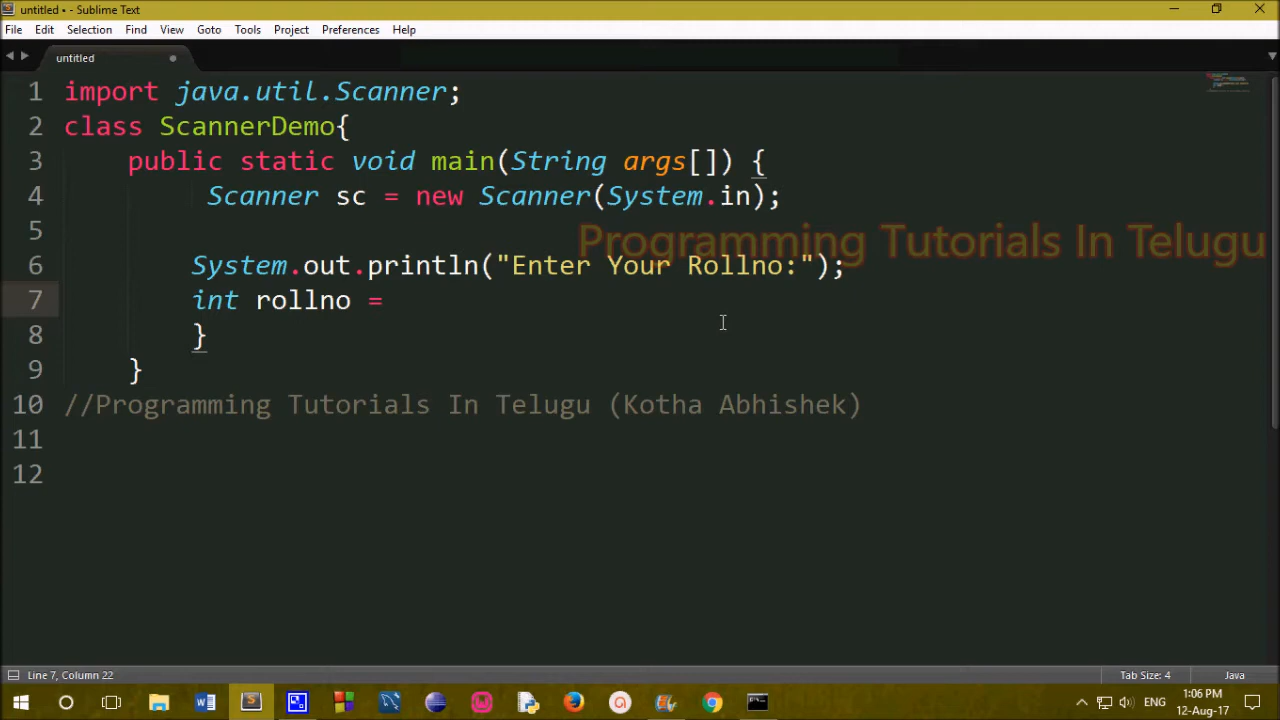 untitled • - Sublime Text
File Edit Selection Find View Goto Tools Project Preferences Help
untitled
1 import java.util.Scanner;
2 class ScannerDemo{
3 public static void main(String args[]) {
4 Scanner sc = new Scanner(System.in);
5
Programming Tutorials In Telugu
6 System.out.println("Enter Your Rollno:");
7 int rollno =
8 }
9 }
10 //Programming Tutorials In Telugu (Kotha Abhishek)
11
12
Line 7, Column 22 Tab Size: 4 Java
1:06 PM
ENG
12-Aug-17